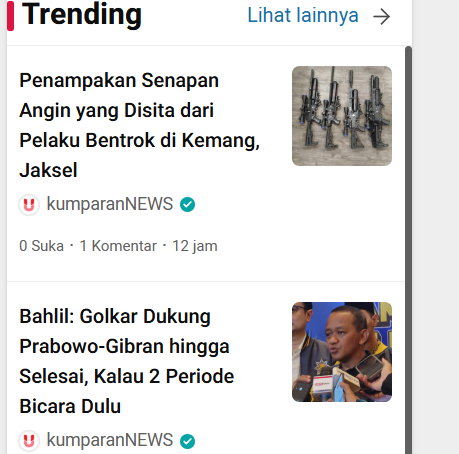 Trending
Lihat lainnya →
Penampakan Senapan
Angin yang Disita dari
Pelaku Bentrok di Kemang,
Jaksel
kumparanNEWS
0 Suka · 1 Komentar · 12 jam
Bahlil: Golkar Dukung
Prabowo-Gibran hingga
Selesai, Kalau 2 Periode
Bicara Dulu
kumparanNEWS